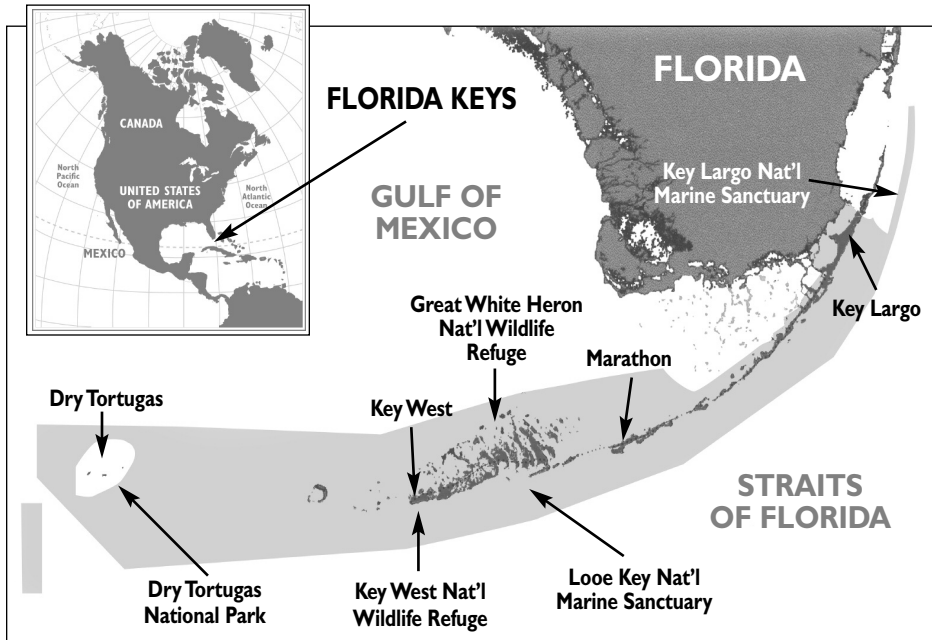 CANADA
North
Pacific
Ocean
UNITED STATES
OF AMERICA
North
Atlantic
Ocean
MEXICO
FLORIDA KEYS
FLORIDA
GULF OF
MEXICO
Key Largo Nat'l
Marine Sanctuary
Key Largo
Great White Heron
Nat'l Wildlife
Refuge
Marathon
Dry Tortugas
Key West
STRAITS
OF FLORIDA
Dry Tortugas
National Park
Key West Nat'l
Wildlife Refuge
Looe Key Nat'l
Marine Sanctuary